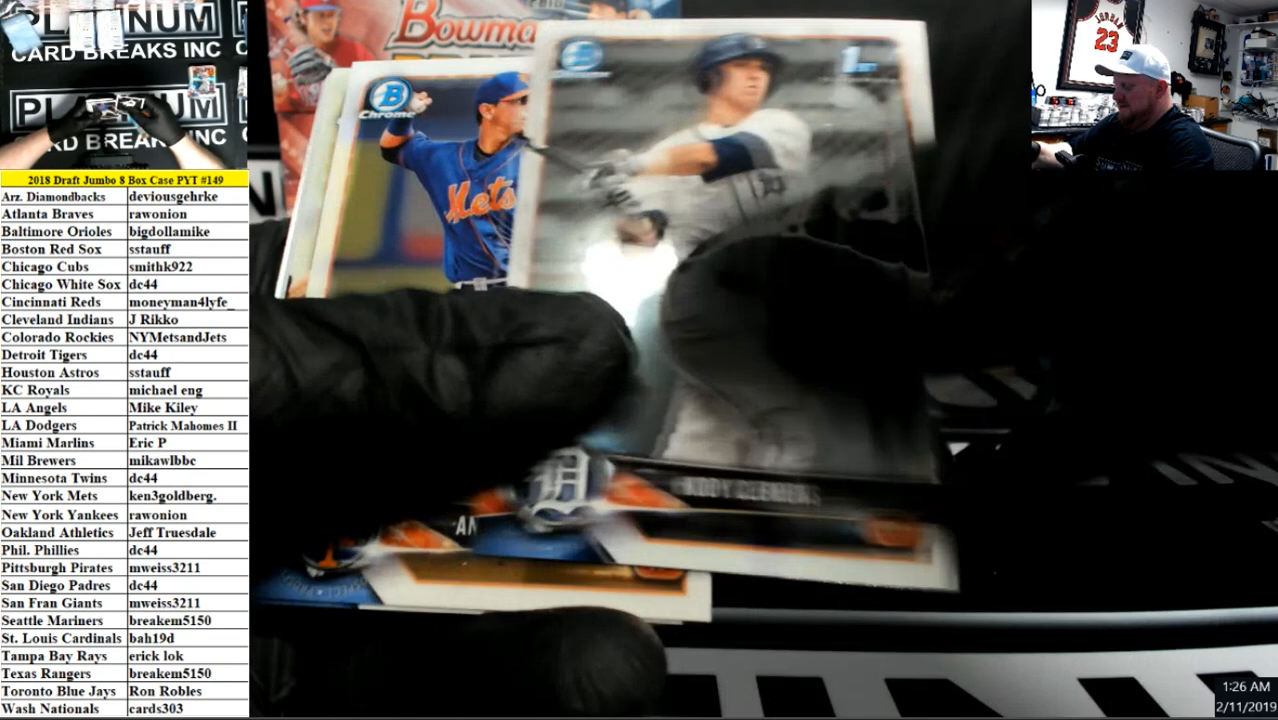 PLATINUM
CARD BREAKS INC
PLATINUM
CARD BREAKS INC
2018 Draft Jumbo 8 Box Case PYT #149
Arz. Diamondbacks deviousgehrke
Atlanta Braves rawonion
Baltimore Orioles bigdollamike
Boston Red Sox sstauff
Chicago Cubs smithk922
Chicago White Sox dc44
Cincinnati Reds moneyman4lyfe_
Cleveland Indians J Rikko
Colorado Rockies NYMetsandJets
Detroit Tigers dc44
Houston Astros sstauff
KC Royals michael eng
LA Angels Mike Kiley
LA Dodgers Patrick Mahomes II
Miami Marlins Eric P
Mil Brewers mikawlbbc
Minnesota Twins dc44
New York Mets ken3goldberg.
New York Yankees rawonion
Oakland Athletics Jeff Truesdale
Phil. Phillies dc44
Pittsburgh Pirates mweiss3211
San Diego Padres dc44
San Fran Giants mweiss3211
Seattle Mariners breakem5150
St. Louis Cardinals bah19d
Tampa Bay Rays erick lok
Texas Rangers breakem5150
Toronto Blue Jays Ron Robles
Wash Nationals cards303
Bowma
B
Chrome
Mets
1st
D
KODY CLEMENS
AN
JORDAN
23
1:26 AM
2/11/2019